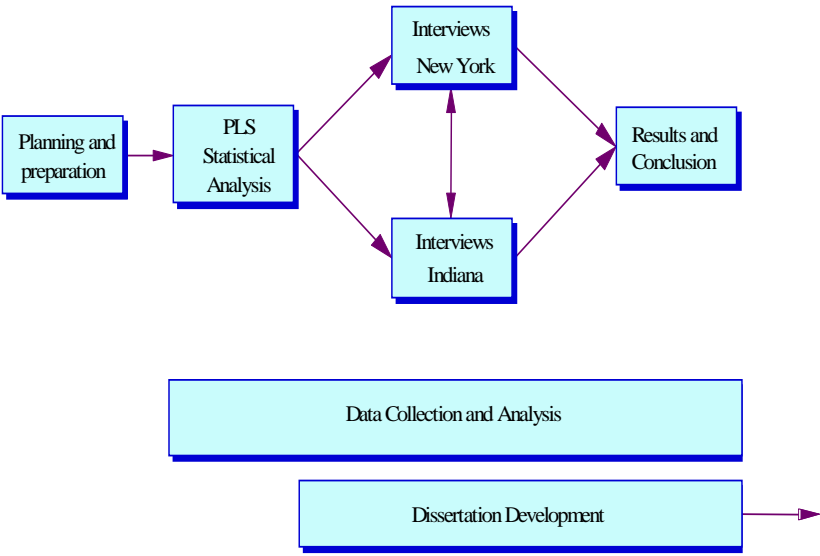 Planning and
preparation
PLS
Statistical
Analysis
Interviews
New York
Interviews
Indiana
Results and
Conclusion
Data Collection and Analysis
Dissertation Development